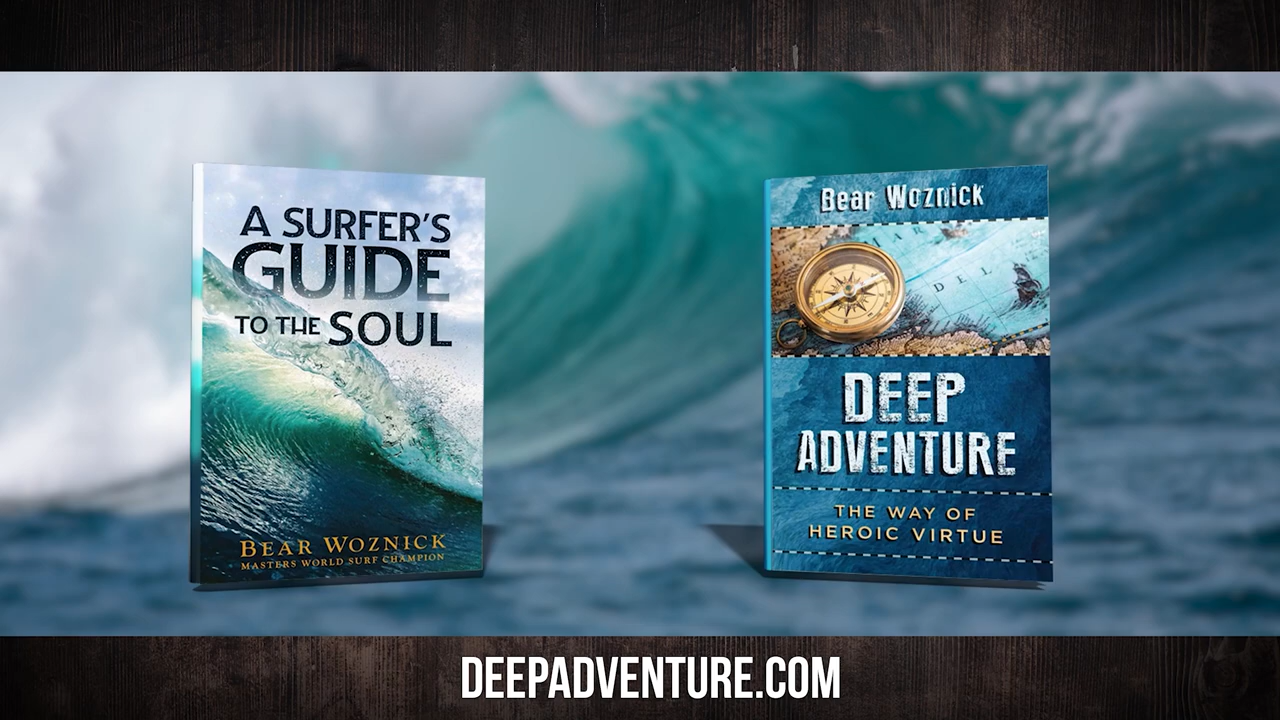 A SURFER'S
GUIDE
TO THE SOUL
BEAR WOZNICK
MASTERS WORLD SURF CHAMPION
Bear Woznick
DEL
DEEP
ADVENTURE
THE WAY OF
HEROIC VIRTUE
DEEPADVENTURE.COM